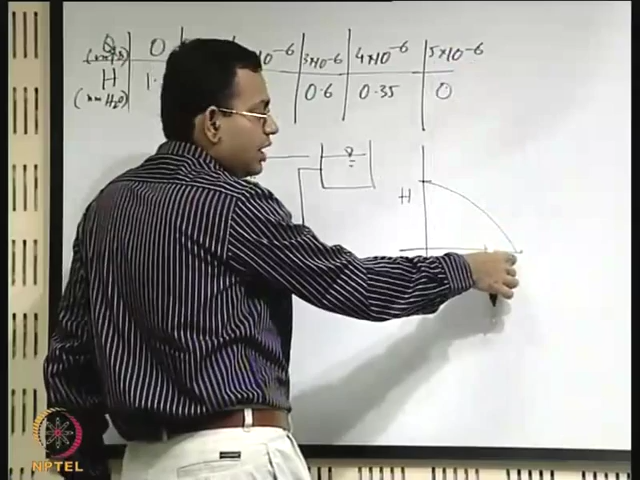 Q 0 ×10⁻⁶ 3×10⁻⁶ 4×10⁻⁶ 5×10⁻⁶
(m³/s)
H 1. 0.6 0.35 0
(mm H₂O)
H
NPTEL